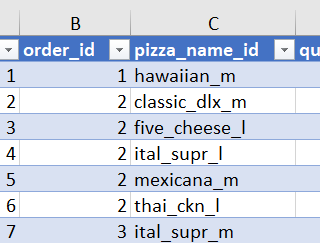 B C
order_id pizza_name_id qu
1 1 hawaiian_m
2 2 classic_dlx_m
3 2 five_cheese_l
4 2 ital_supr_l
5 2 mexicana_m
6 2 thai_ckn_l
7 3 ital_supr_m